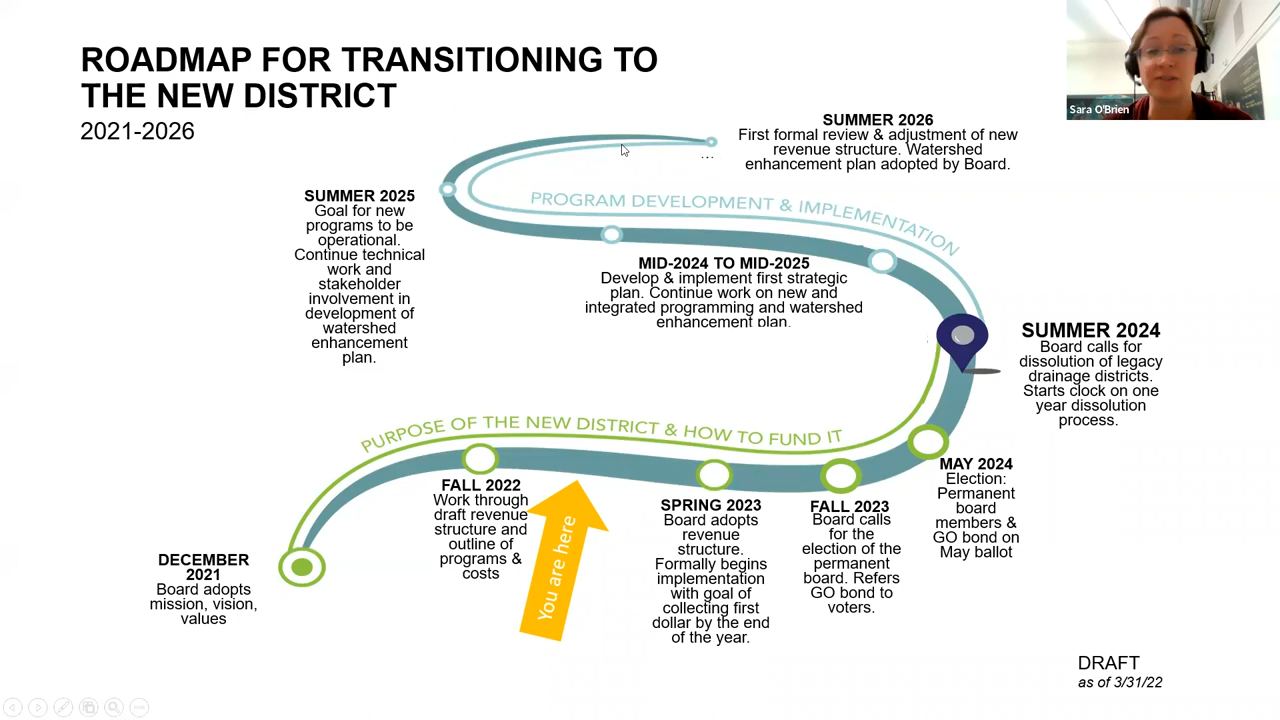 ROADMAP FOR TRANSITIONING TO
THE NEW DISTRICT
2021-2026
Sara O'Brien
SUMMER 2026
First formal review & adjustment of new
revenue structure. Watershed
enhancement plan adopted by Board.
...
SUMMER 2025
Goal for new
programs to be
operational.
Continue technical
work and
stakeholder
involvement in
development of
watershed
enhancement
plan.
PROGRAM DEVELOPMENT & IMPLEMENTATION
MID-2024 TO MID-2025
Develop & implement first strategic
plan. Continue work on new and
integrated programming and watershed
enhancement plan.
SUMMER 2024
Board calls for
dissolution of legacy
drainage districts.
Starts clock on one
year dissolution
process.
PURPOSE OF THE NEW DISTRICT & HOW TO FUND IT
DECEMBER
2021
Board adopts
mission, vision,
values
FALL 2022
Work through
draft revenue
structure and
outline of
programs &
costs
You are here
SPRING 2023
Board adopts
revenue
structure.
Formally begins
implementation
with goal of
collecting first
dollar by the end
of the year.
FALL 2023
Board calls
for the
election of the
permanent
board. Refers
GO bond to
voters.
MAY 2024
Election:
Permanent
board
members &
GO bond on
May ballot
DRAFT
as of 3/31/22